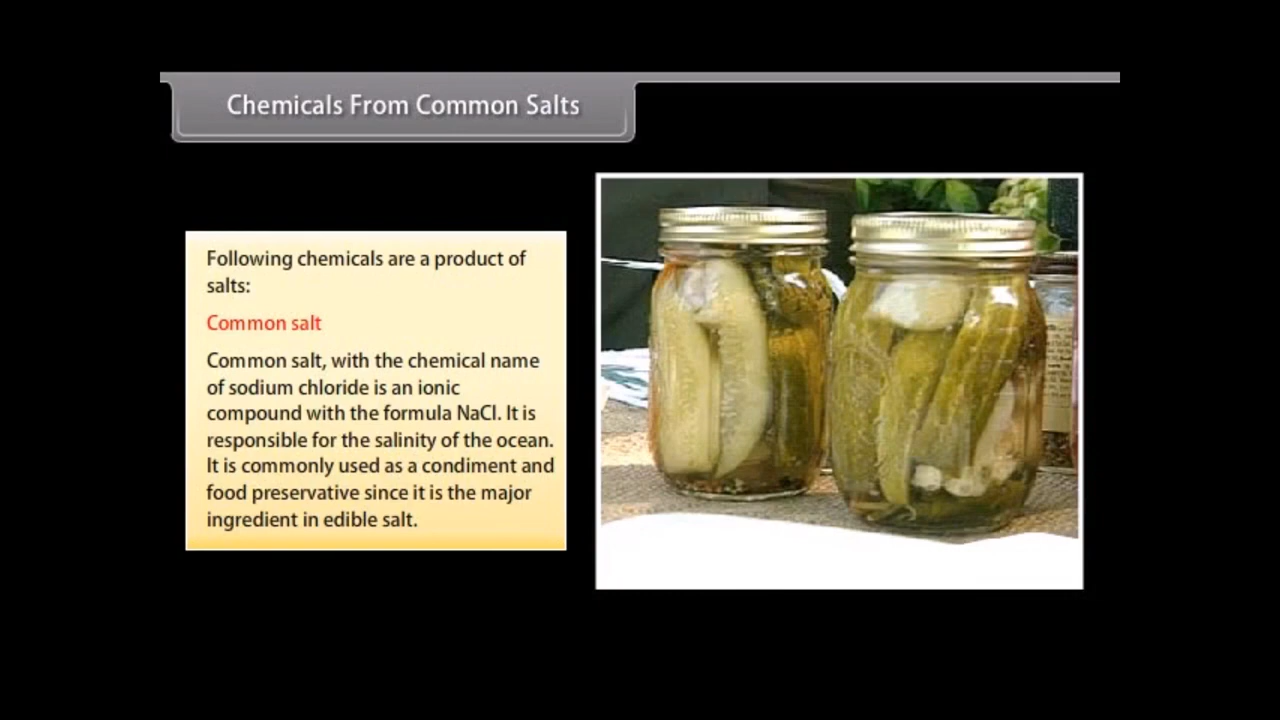 Chemicals From Common Salts
Following chemicals are a product of
salts:
Common salt
Common salt, with the chemical name
of sodium chloride is an ionic
compound with the formula NaCl. It is
responsible for the salinity of the ocean.
It is commonly used as a condiment and
food preservative since it is the major
ingredient in edible salt.